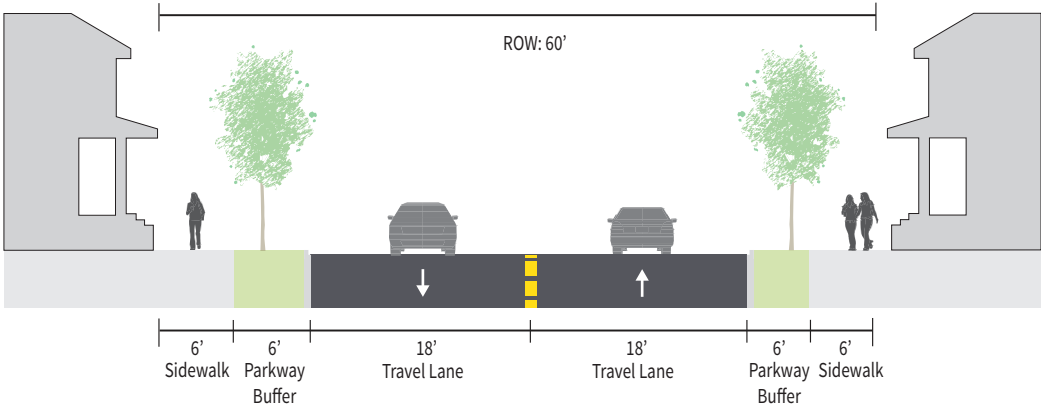 ROW: 60’
6’
Sidewalk
6’
Parkway
Buffer
18’
Travel Lane
18’
Travel Lane
6’
Parkway
Buffer
6’
Sidewalk